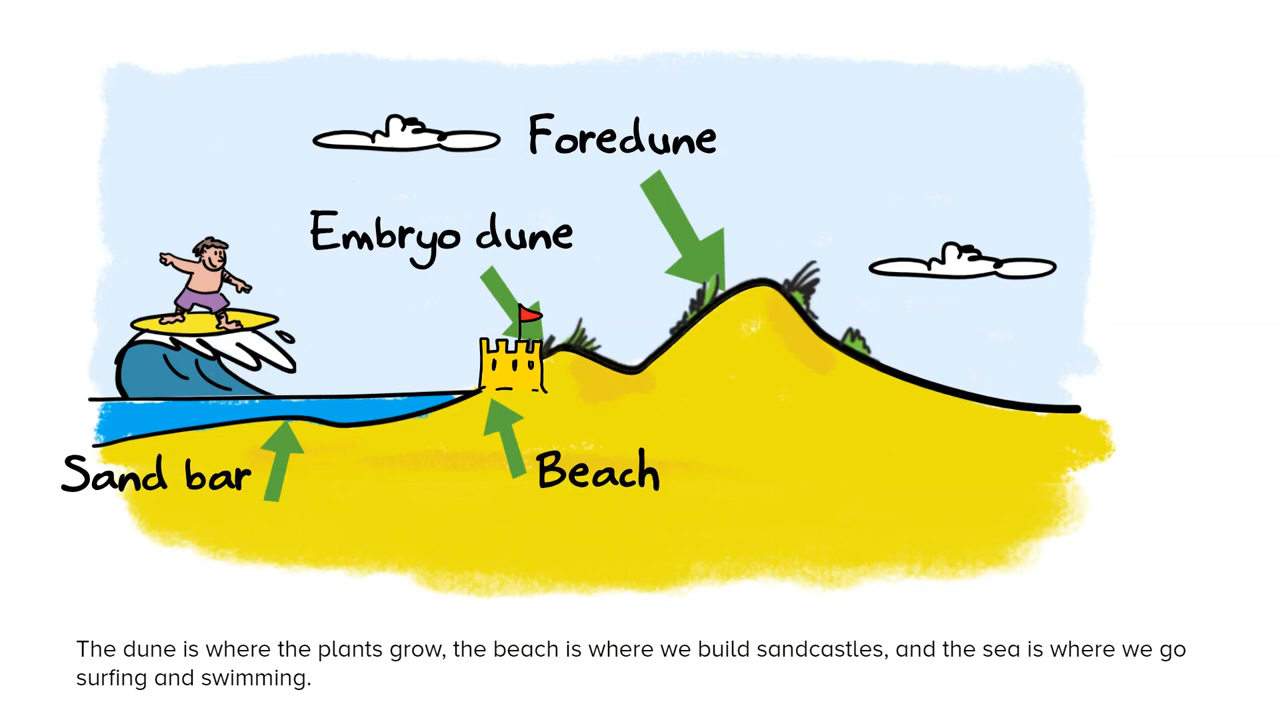 Foredune
Embryo dune
Sand bar
Beach
The dune is where the plants grow, the beach is where we build sandcastles, and the sea is where we go
surfing and swimming.